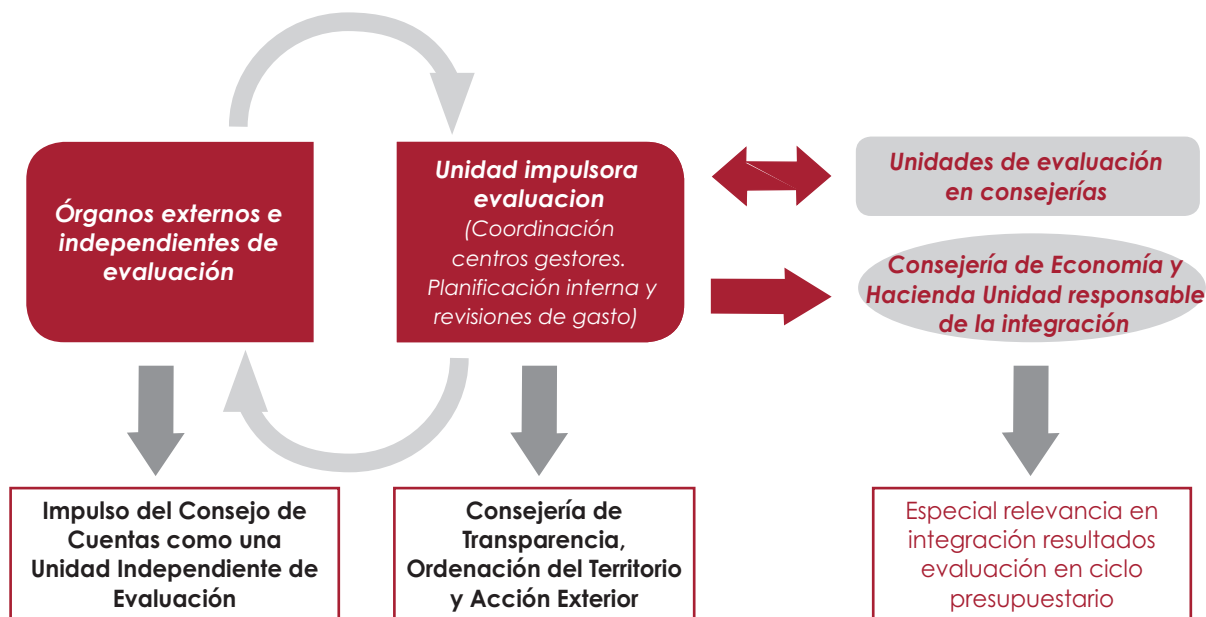 Órganos externos e
independientes de
evaluación
Unidad impulsora
evaluacion
(Coordinación
centros gestores.
Planificación interna y
revisiones de gasto)
Unidades de evaluación
en consejerías
Consejería de Economía y
Hacienda Unidad responsable
de la integración
Impulso del Consejo de
Cuentas como una
Unidad Independiente de
Evaluación
Consejería de
Transparencia,
Ordenación del Territorio
y Acción Exterior
Especial relevancia en
integración resultados
evaluación en ciclo
presupuestario